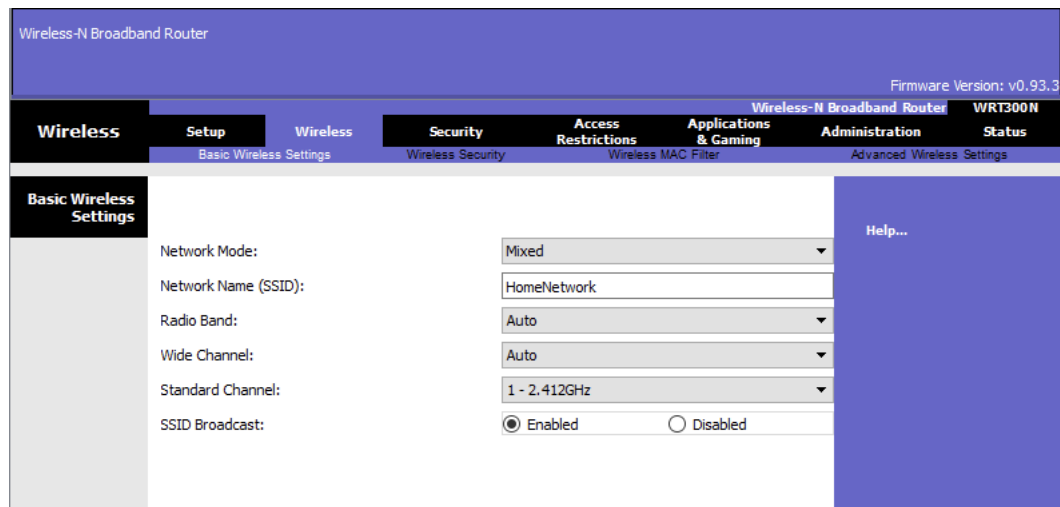 Wireless-N Broadband Router
Firmware Version: v0.93.3
Wireless-N Broadband Router WRT300N
Wireless Setup Wireless Security Access Restrictions Applications & Gaming Administration Status
Basic Wireless Settings Wireless Security Wireless MAC Filter Advanced Wireless Settings
Basic Wireless
Settings
Help...
Network Mode: Mixed
Network Name (SSID): HomeNetwork
Radio Band: Auto
Wide Channel: Auto
Standard Channel: 1 - 2.412GHz
SSID Broadcast: Enabled Disabled